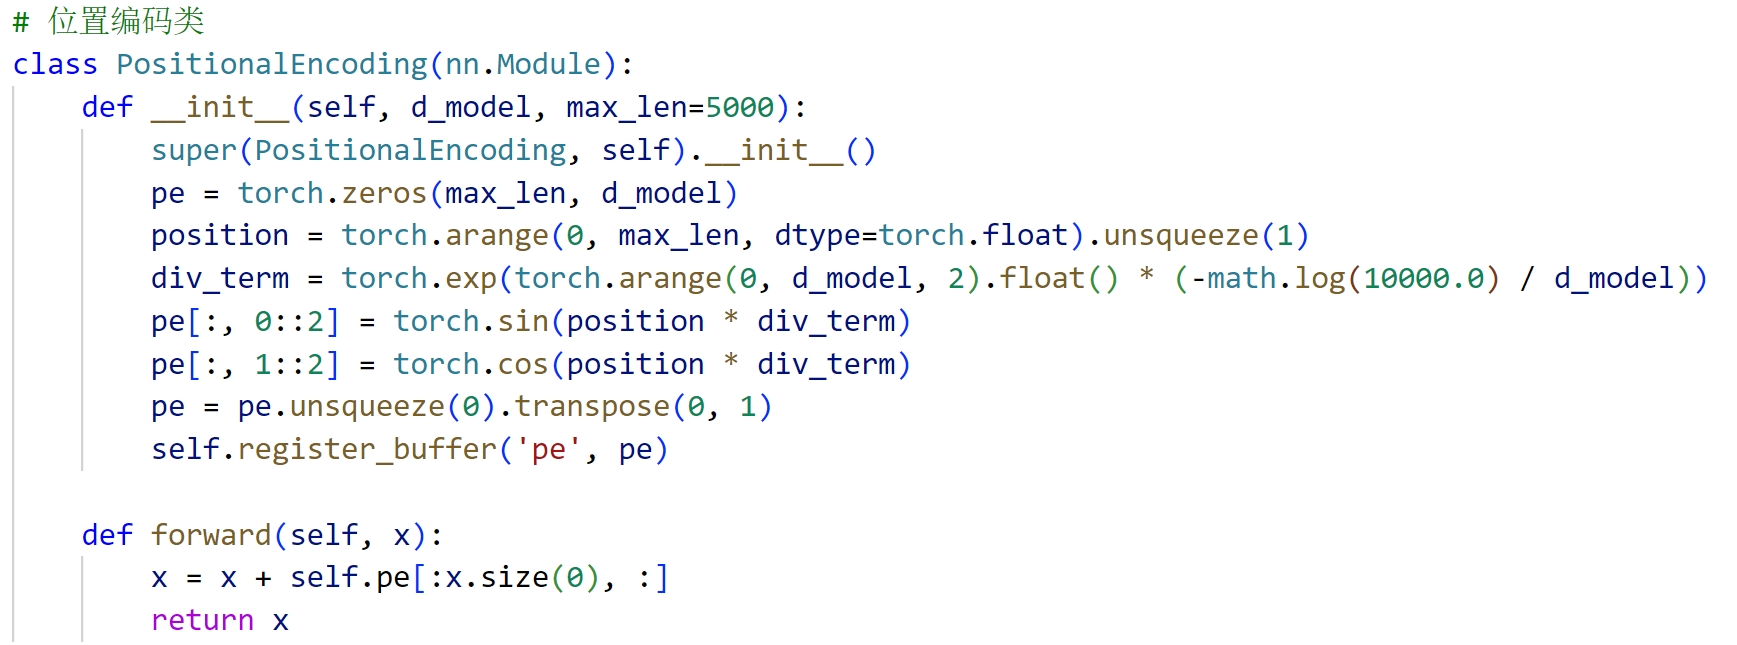 # 位置编码类
class PositionalEncoding(nn.Module):
    def __init__(self, d_model, max_len=5000):
        super(PositionalEncoding, self).__init__()
        pe = torch.zeros(max_len, d_model)
        position = torch.arange(0, max_len, dtype=torch.float).unsqueeze(1)
        div_term = torch.exp(torch.arange(0, d_model, 2).float() * (-math.log(10000.0) / d_model))
        pe[:, 0::2] = torch.sin(position * div_term)
        pe[:, 1::2] = torch.cos(position * div_term)
        pe = pe.unsqueeze(0).transpose(0, 1)
        self.register_buffer('pe', pe)

    def forward(self, x):
        x = x + self.pe[:x.size(0), :]
        return x